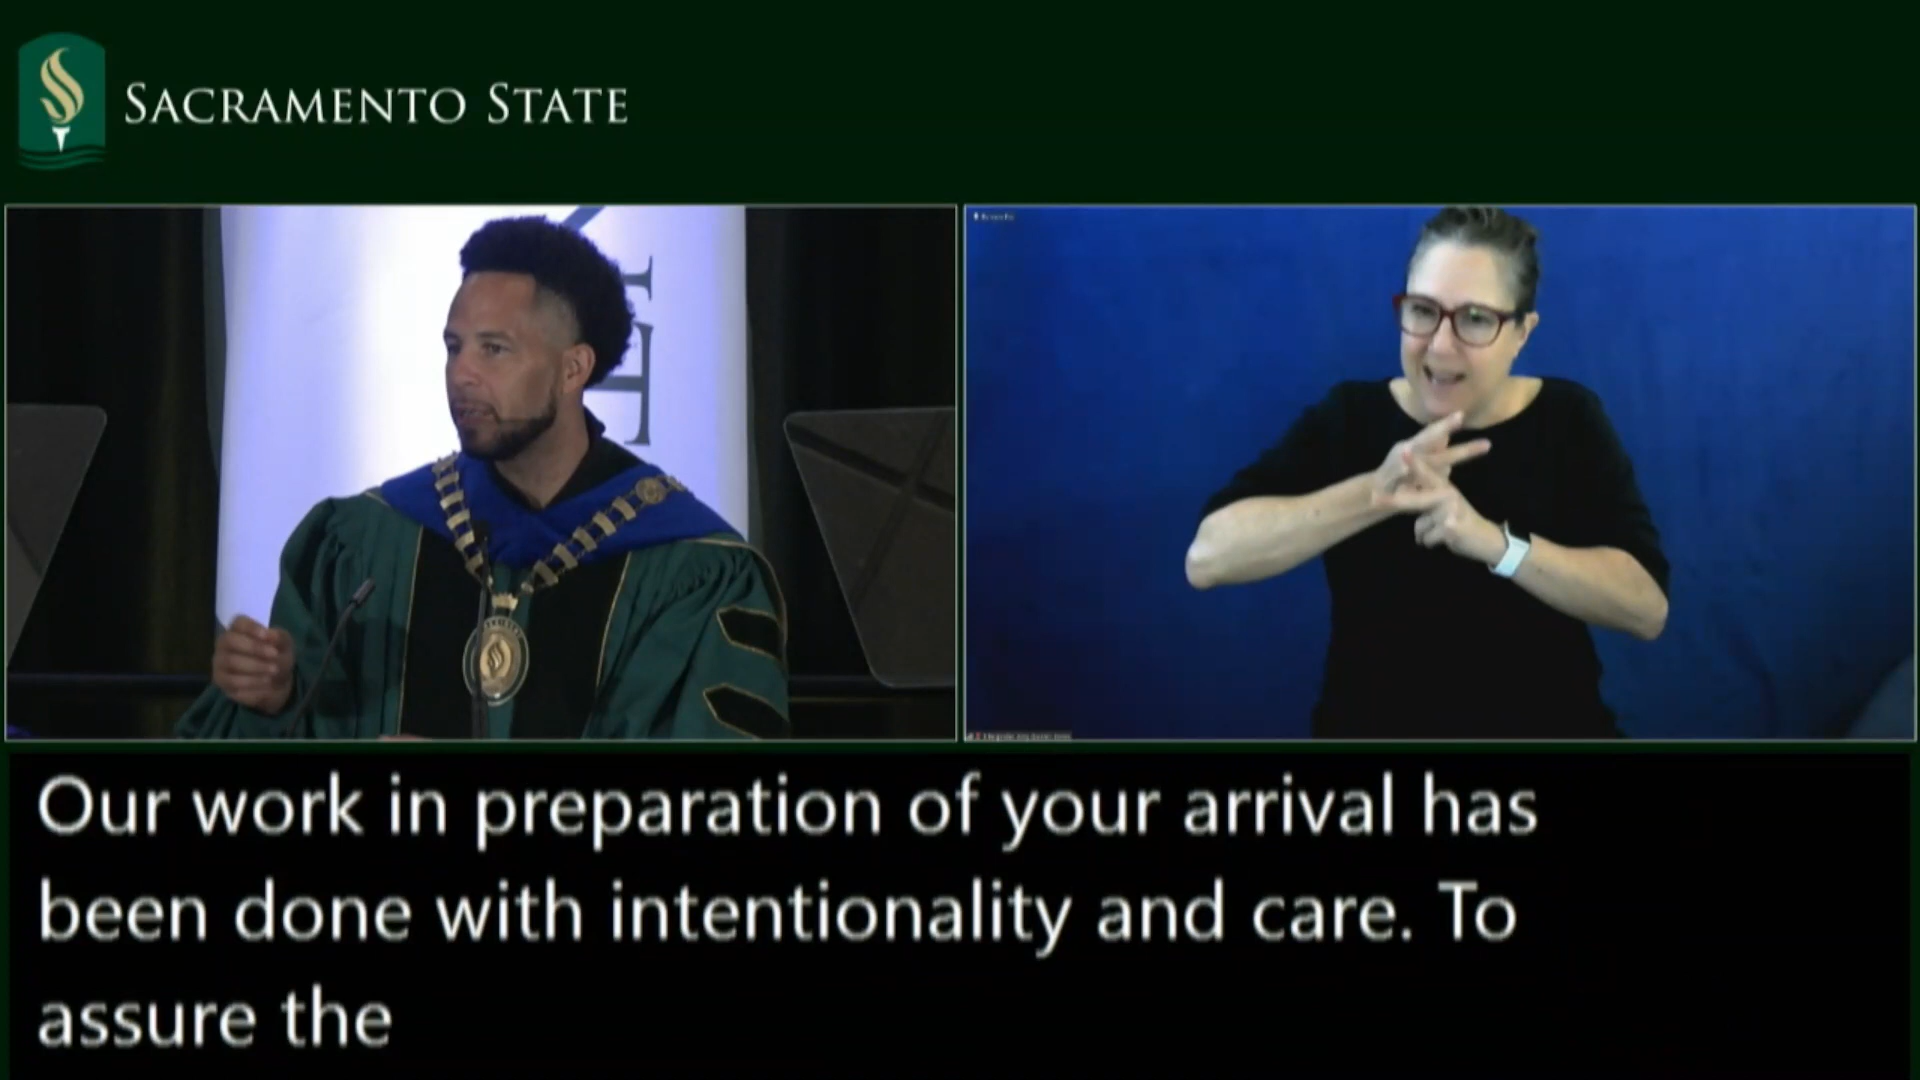 SACRAMENTO STATE
Our work in preparation of your arrival has
been done with intentionality and care. To
assure the